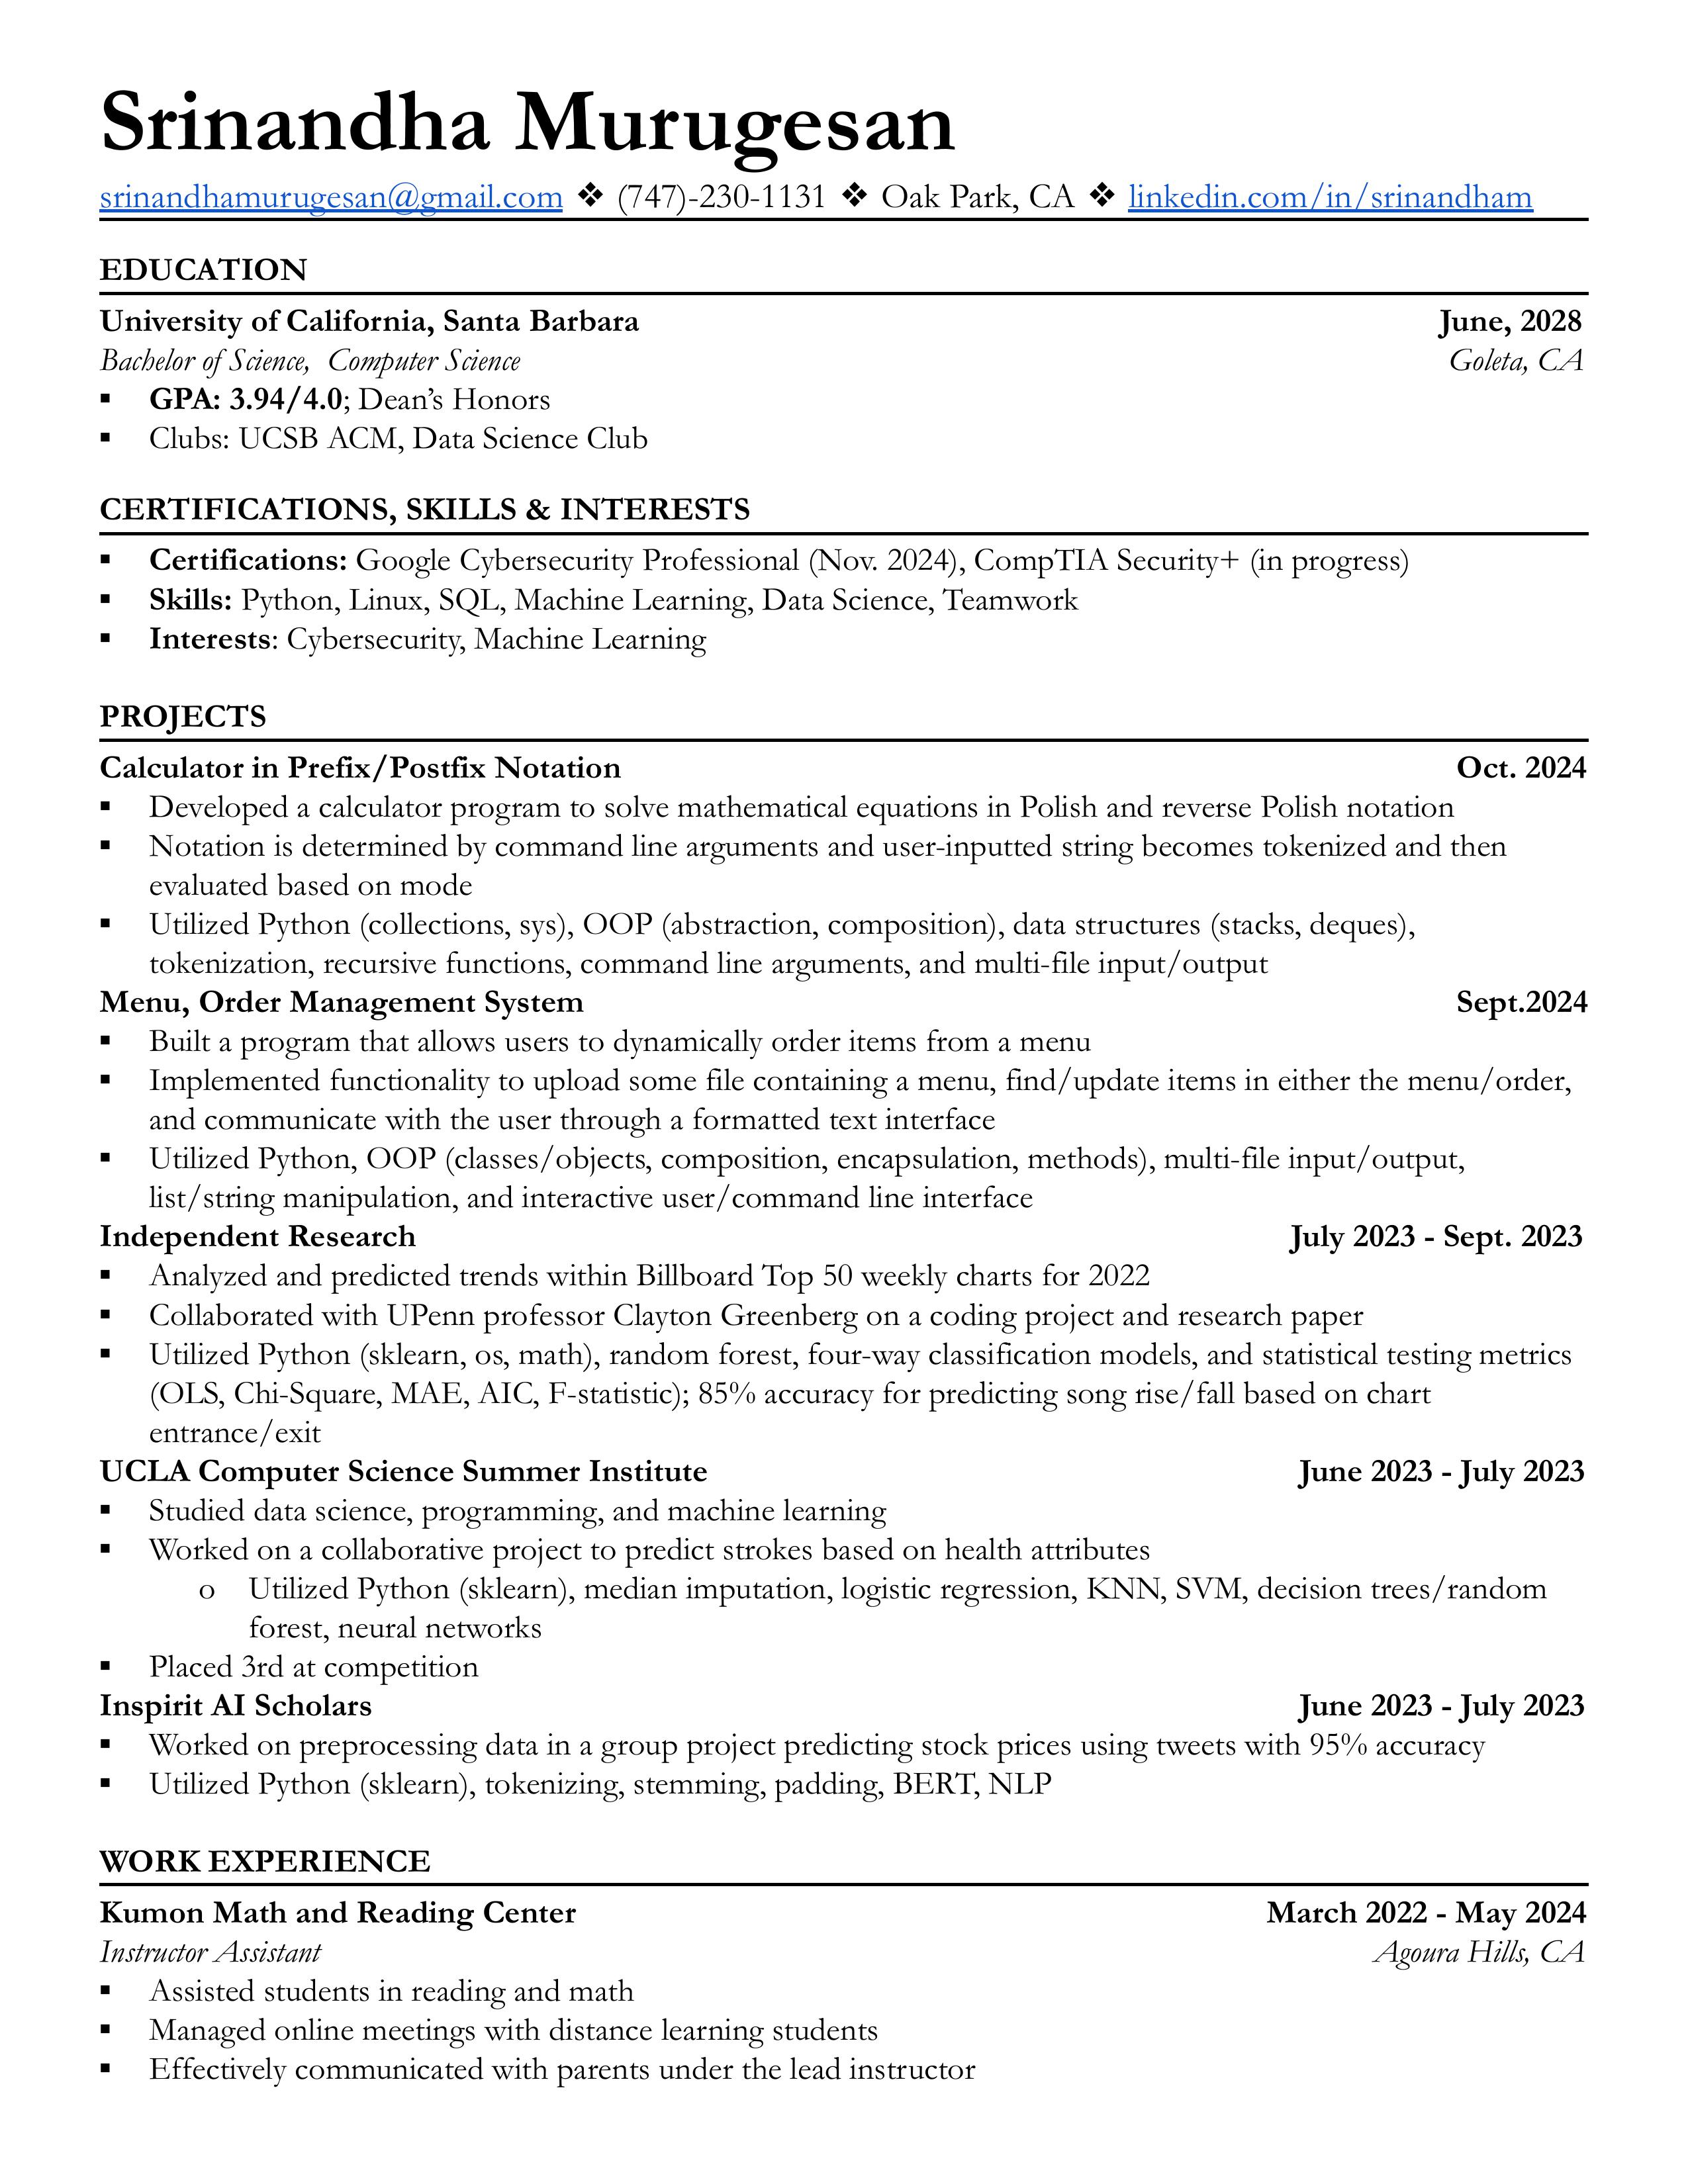 Srinandha Murugesan
srinandhamurugesan@gmail.com ❖ (747)-230-1131 ❖ Oak Park, CA ❖ linkedin.com/in/srinandham
EDUCATION
University of California, Santa Barbara June, 2028
Bachelor of Science, Computer Science Goleta, CA
▪ GPA: 3.94/4.0; Dean’s Honors
▪ Clubs: UCSB ACM, Data Science Club
CERTIFICATIONS, SKILLS & INTERESTS
▪ Certifications: Google Cybersecurity Professional (Nov. 2024), CompTIA Security+ (in progress)
▪ Skills: Python, Linux, SQL, Machine Learning, Data Science, Teamwork
▪ Interests: Cybersecurity, Machine Learning
PROJECTS
Calculator in Prefix/Postfix Notation Oct. 2024
▪ Developed a calculator program to solve mathematical equations in Polish and reverse Polish notation
▪ Notation is determined by command line arguments and user-inputted string becomes tokenized and then
evaluated based on mode
▪ Utilized Python (collections, sys), OOP (abstraction, composition), data structures (stacks, deques),
tokenization, recursive functions, command line arguments, and multi-file input/output
Menu, Order Management System Sept.2024
▪ Built a program that allows users to dynamically order items from a menu
▪ Implemented functionality to upload some file containing a menu, find/update items in either the menu/order,
and communicate with the user through a formatted text interface
▪ Utilized Python, OOP (classes/objects, composition, encapsulation, methods), multi-file input/output,
list/string manipulation, and interactive user/command line interface
Independent Research July 2023 - Sept. 2023
▪ Analyzed and predicted trends within Billboard Top 50 weekly charts for 2022
▪ Collaborated with UPenn professor Clayton Greenberg on a coding project and research paper
▪ Utilized Python (sklearn, os, math), random forest, four-way classification models, and statistical testing metrics
(OLS, Chi-Square, MAE, AIC, F-statistic); 85% accuracy for predicting song rise/fall based on chart
entrance/exit
UCLA Computer Science Summer Institute June 2023 - July 2023
▪ Studied data science, programming, and machine learning
▪ Worked on a collaborative project to predict strokes based on health attributes
o Utilized Python (sklearn), median imputation, logistic regression, KNN, SVM, decision trees/random
forest, neural networks
▪ Placed 3rd at competition
Inspirit AI Scholars June 2023 - July 2023
▪ Worked on preprocessing data in a group project predicting stock prices using tweets with 95% accuracy
▪ Utilized Python (sklearn), tokenizing, stemming, padding, BERT, NLP
WORK EXPERIENCE
Kumon Math and Reading Center March 2022 - May 2024
Instructor Assistant Agoura Hills, CA
▪ Assisted students in reading and math
▪ Managed online meetings with distance learning students
▪ Effectively communicated with parents under the lead instructor